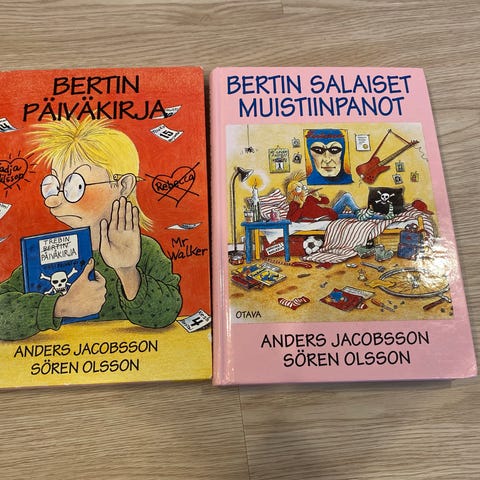 BERTIN
PÄIVÄKIRJA
Rebecca
TREBIN
BERTIN
PÄIVÄKIRJA
Mr
Walker
ANDERS JACOBSSON
SÖREN OLSSON
BERTIN SALAISET
MUISTIINPANOT
OTAVA
ANDERS JACOBSSON
SÖREN OLSSON